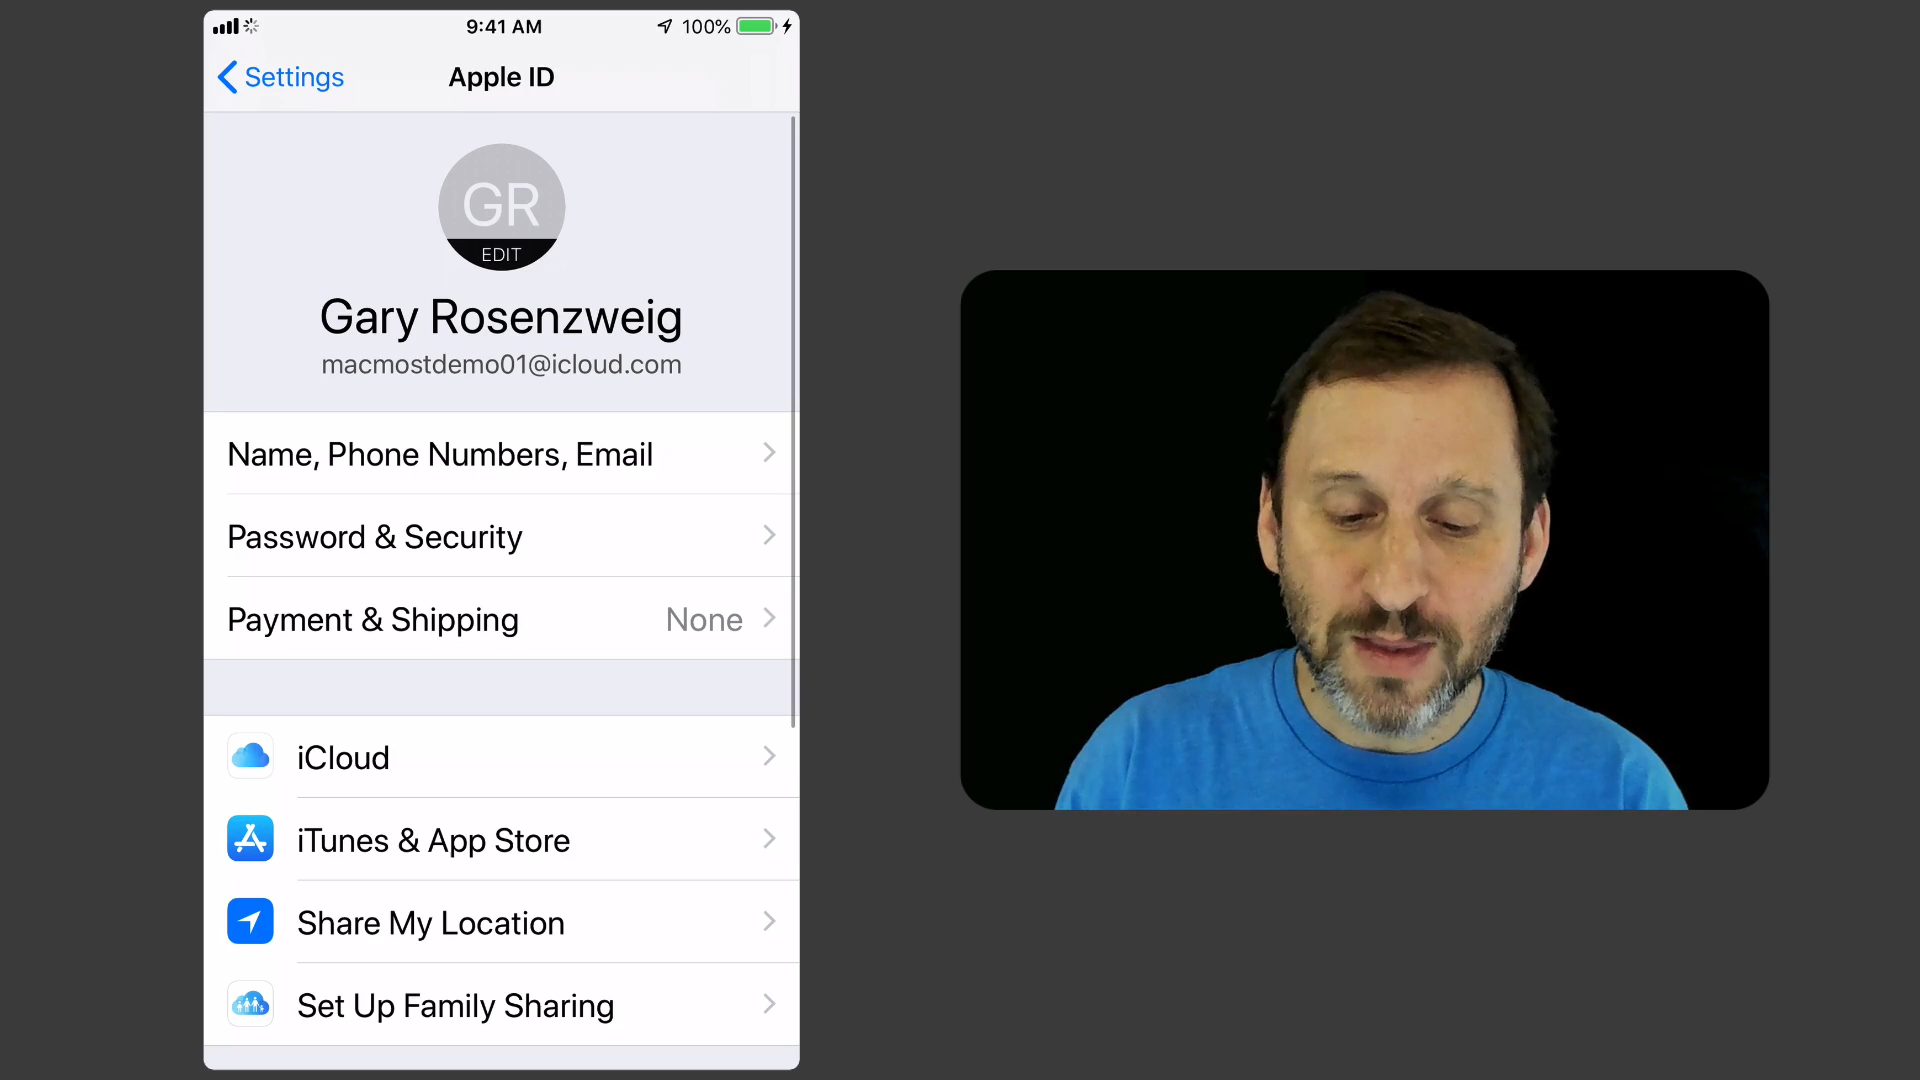 9:41 AM
100%
Settings
Apple ID
GR
EDIT
Gary Rosenzweig
macmostdemo01@icloud.com
Name, Phone Numbers, Email
Password & Security
Payment & Shipping None
iCloud
iTunes & App Store
Share My Location
Set Up Family Sharing